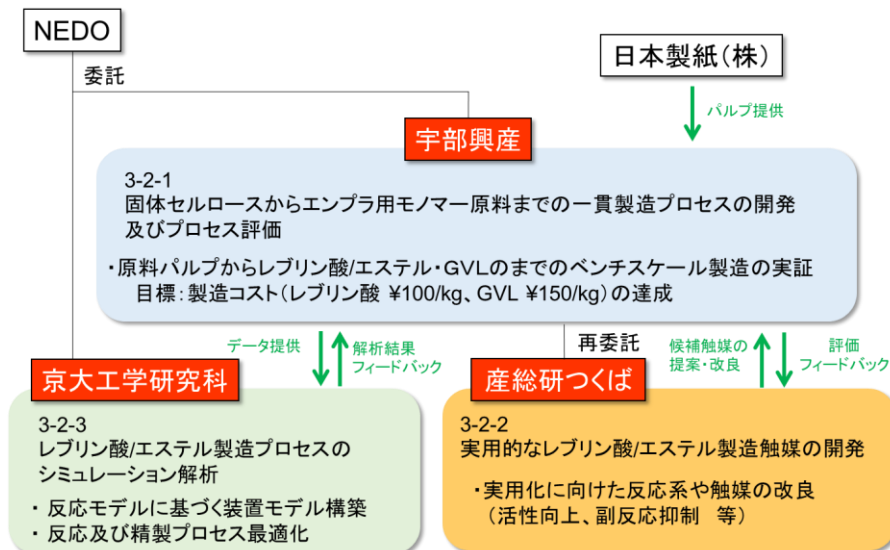 NEDO
委託
日本製紙(株)
パルプ提供
宇部興産
3-2-1
固体セルロースからエンプラ用モノマー原料までの一貫製造プロセスの開発
及びプロセス評価
・原料パルプからレブリン酸/エステル・GVLのまでのベンチスケール製造の実証
目標：製造コスト(レブリン酸 ¥100/kg、GVL ¥150/kg)の達成
データ提供
解析結果
フィードバック
再委託
候補触媒の
提案・改良
評価
フィードバック
京大工学研究科
3-2-3
レブリン酸/エステル製造プロセスの
シミュレーション解析
・ 反応モデルに基づく装置モデル構築
・ 反応及び精製プロセス最適化
産総研つくば
3-2-2
実用的なレブリン酸/エステル製造触媒の開発
・実用化に向けた反応系や触媒の改良
(活性向上、副反応抑制 等)